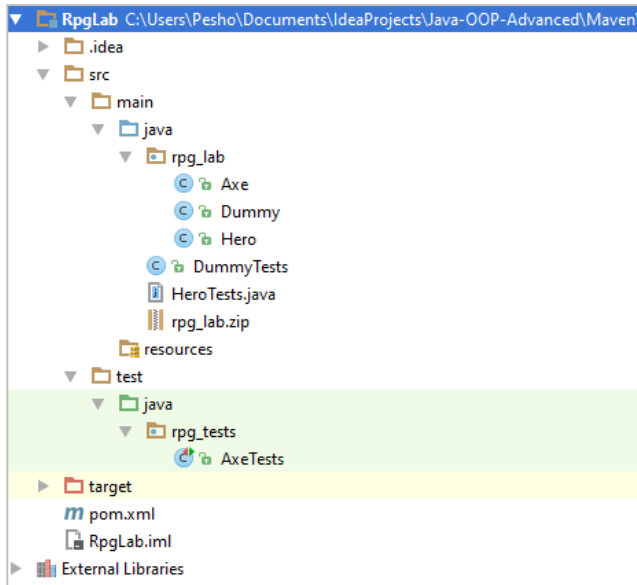 RpgLab C:\Users\Pesho\Documents\IdeaProjects\Java-OOP-Advanced\Maven\
.idea
src
main
java
rpg_lab
Axe
Dummy
Hero
DummyTests
HeroTests.java
rpg_lab.zip
resources
test
java
rpg_tests
AxeTests
target
pom.xml
RpgLab.iml
External Libraries